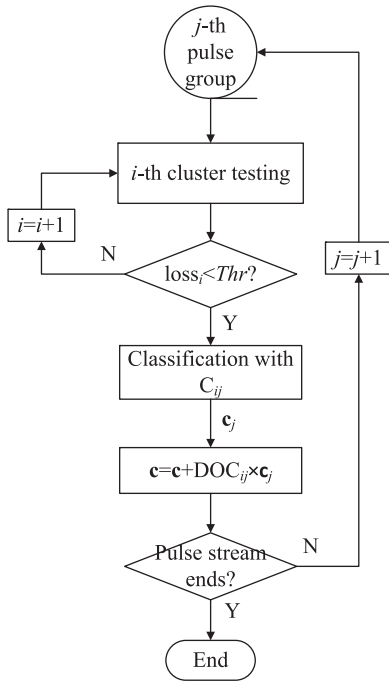 j-th
pulse
group
i-th cluster testing
i=i+1
N
lossᵢ<Thr?
j=j+1
Y
Classification with
Cᵢⱼ
cⱼ
c=c+DOCᵢⱼ×cⱼ
Pulse stream
ends?
N
Y
End